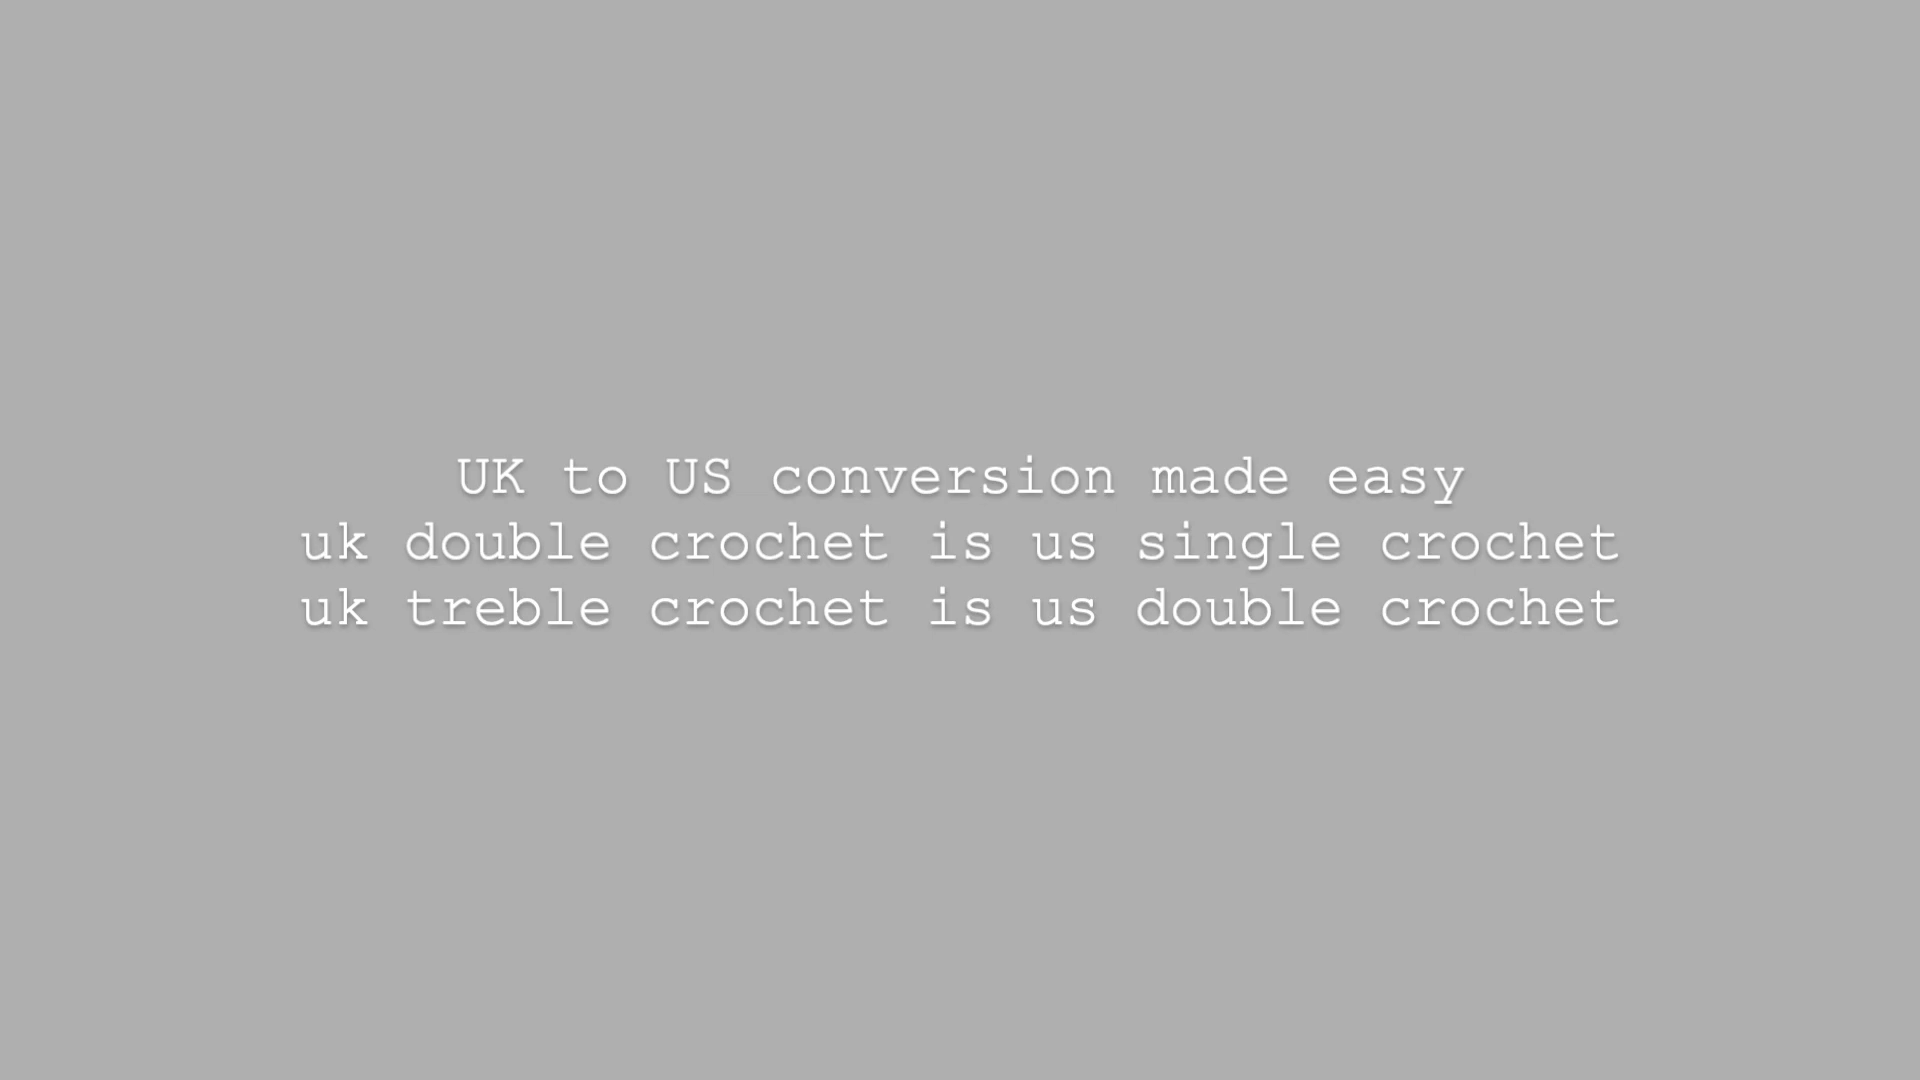 UK to US conversion made easy
uk double crochet is us single crochet
uk treble crochet is us double crochet